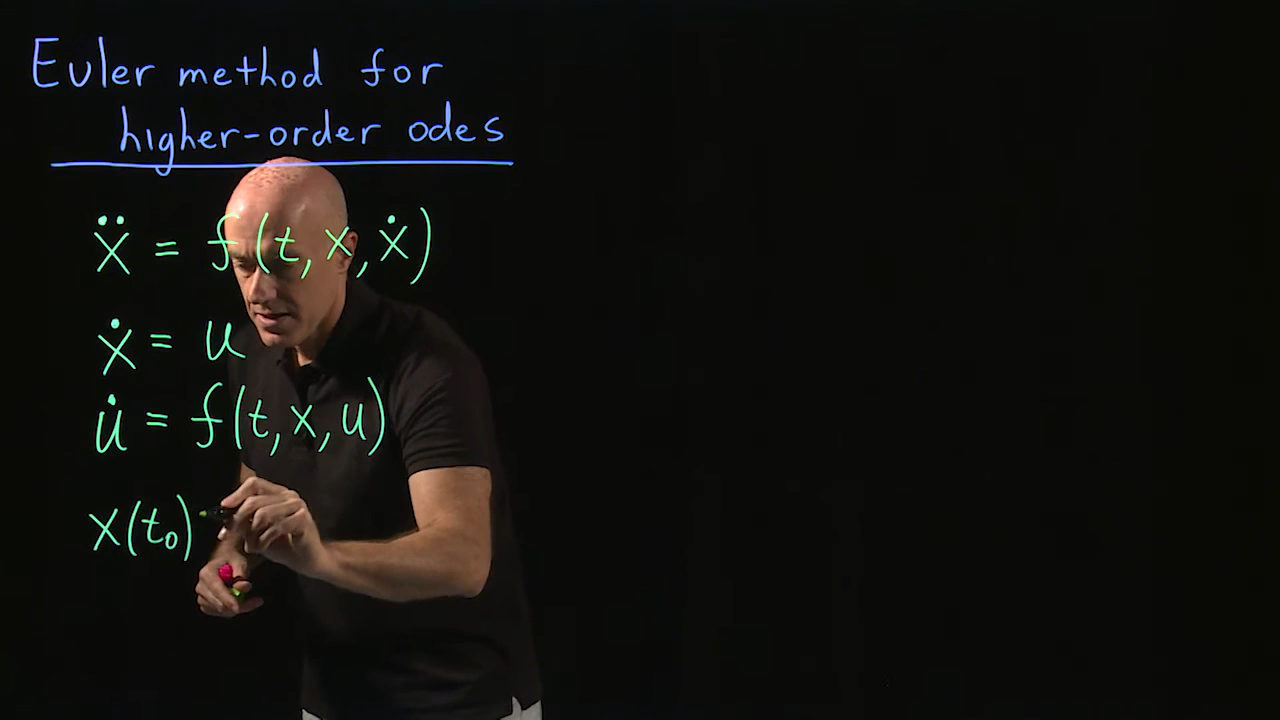 Euler method for
higher-order odes
ẍ = f(t, x, ẋ)
ẋ = u
u̇ = f(t, x, u)
x(t₀)